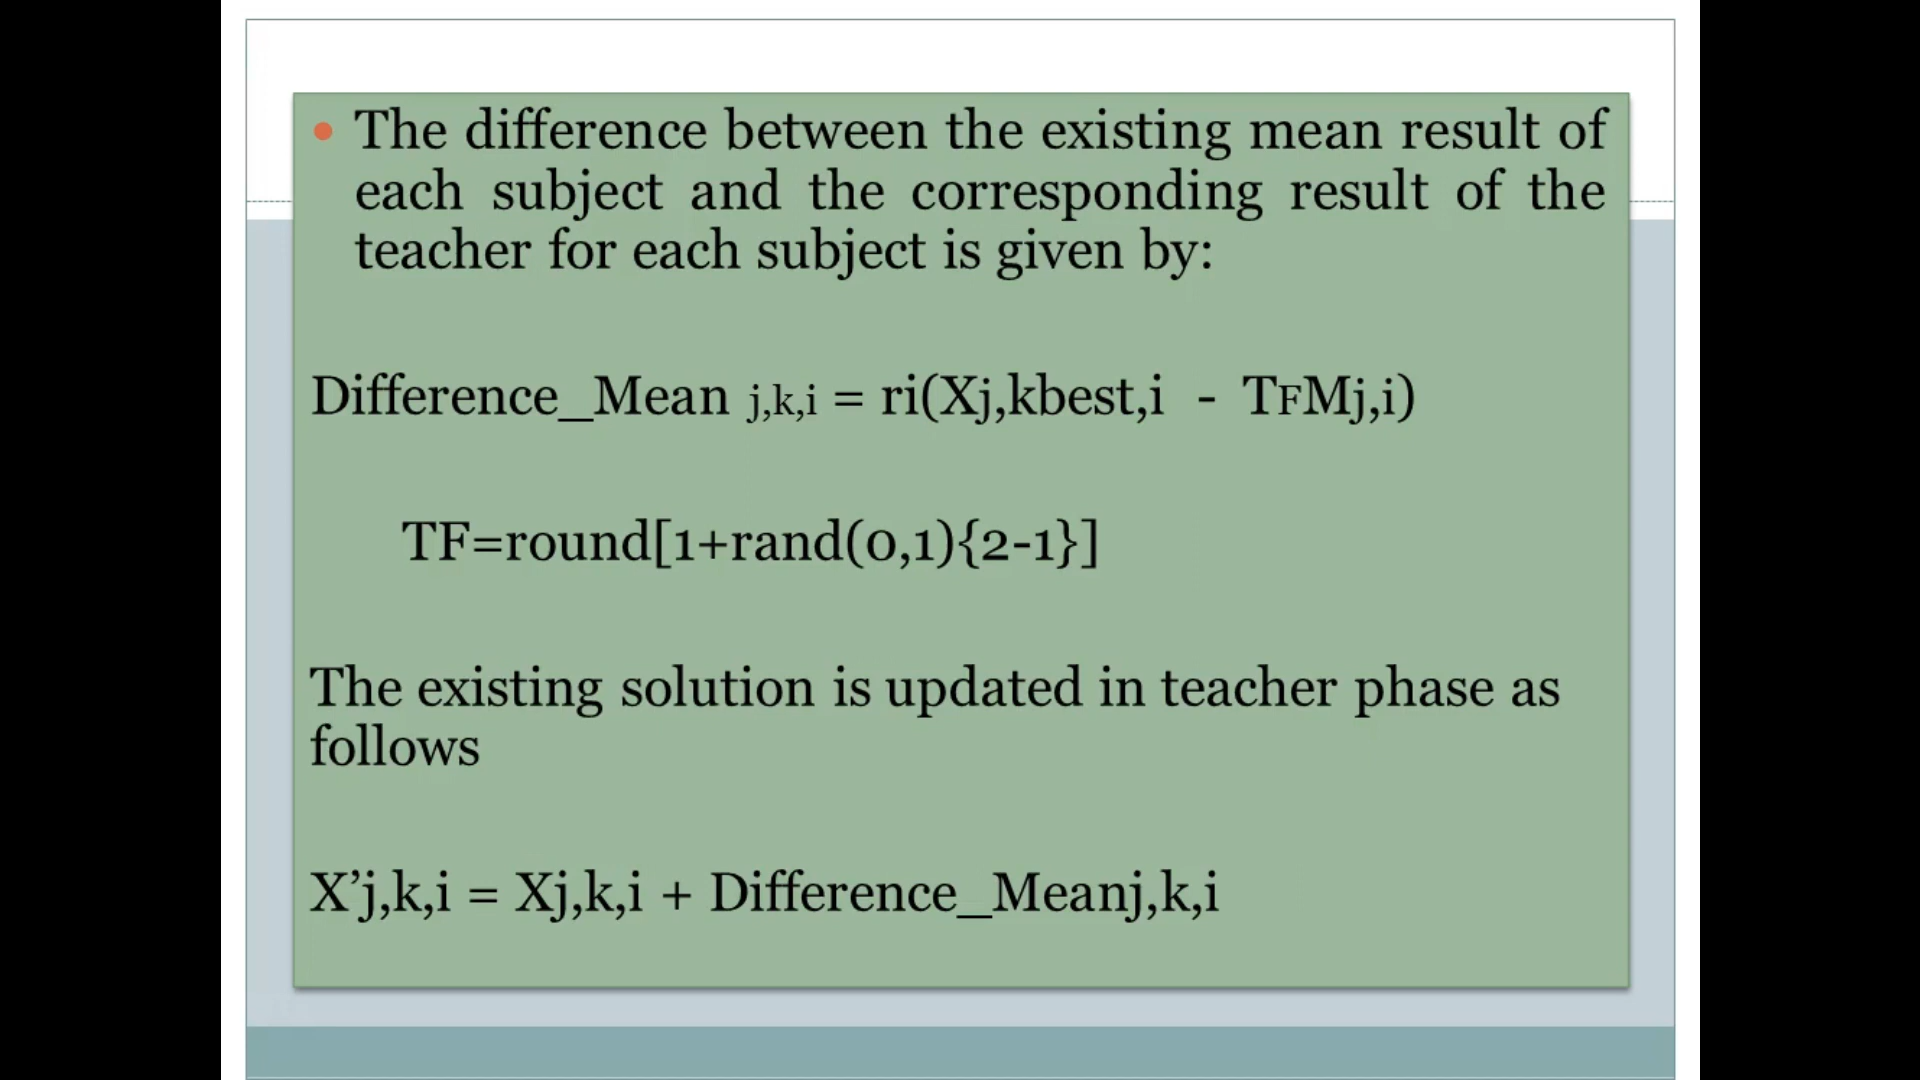 The difference between the existing mean result of
each subject and the corresponding result of the
teacher for each subject is given by:
Difference_Mean j,k,i = ri(Xj,kbest,i - TFMj,i)
TF=round[1+rand(0,1){2-1}]
The existing solution is updated in teacher phase as
follows
X’j,k,i = Xj,k,i + Difference_Meanj,k,i